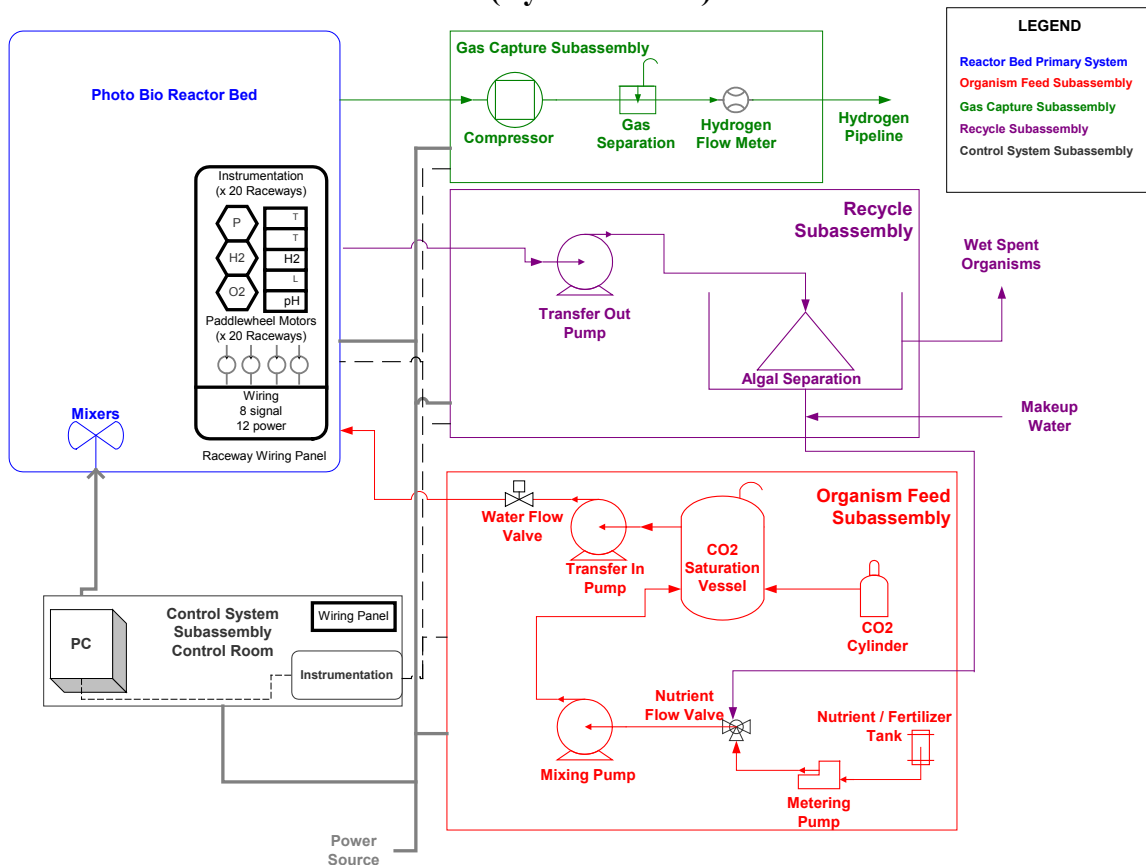 LEGEND
Reactor Bed Primary System
Organism Feed Subassembly
Gas Capture Subassembly
Recycle Subassembly
Control System Subassembly
Photo Bio Reactor Bed
Instrumentation
(x 20 Raceways)
P
H2
O2
T
T
H2
L
pH
Paddlewheel Motors
(x 20 Raceways)
Wiring
8 signal
12 power
Raceway Wiring Panel
Mixers
Gas Capture Subassembly
Compressor
Gas
Separation
Hydrogen
Flow Meter
Hydrogen
Pipeline
Recycle
Subassembly
Transfer Out
Pump
Algal Separation
Wet Spent
Organisms
Makeup
Water
Organism Feed
Subassembly
Water Flow
Valve
Transfer In
Pump
CO2
Saturation
Vessel
CO2
Cylinder
Nutrient
Flow Valve
Nutrient / Fertilizer
Tank
Mixing Pump
Metering
Pump
Control System
Subassembly
Control Room
Wiring Panel
PC
Instrumentation
Power
Source